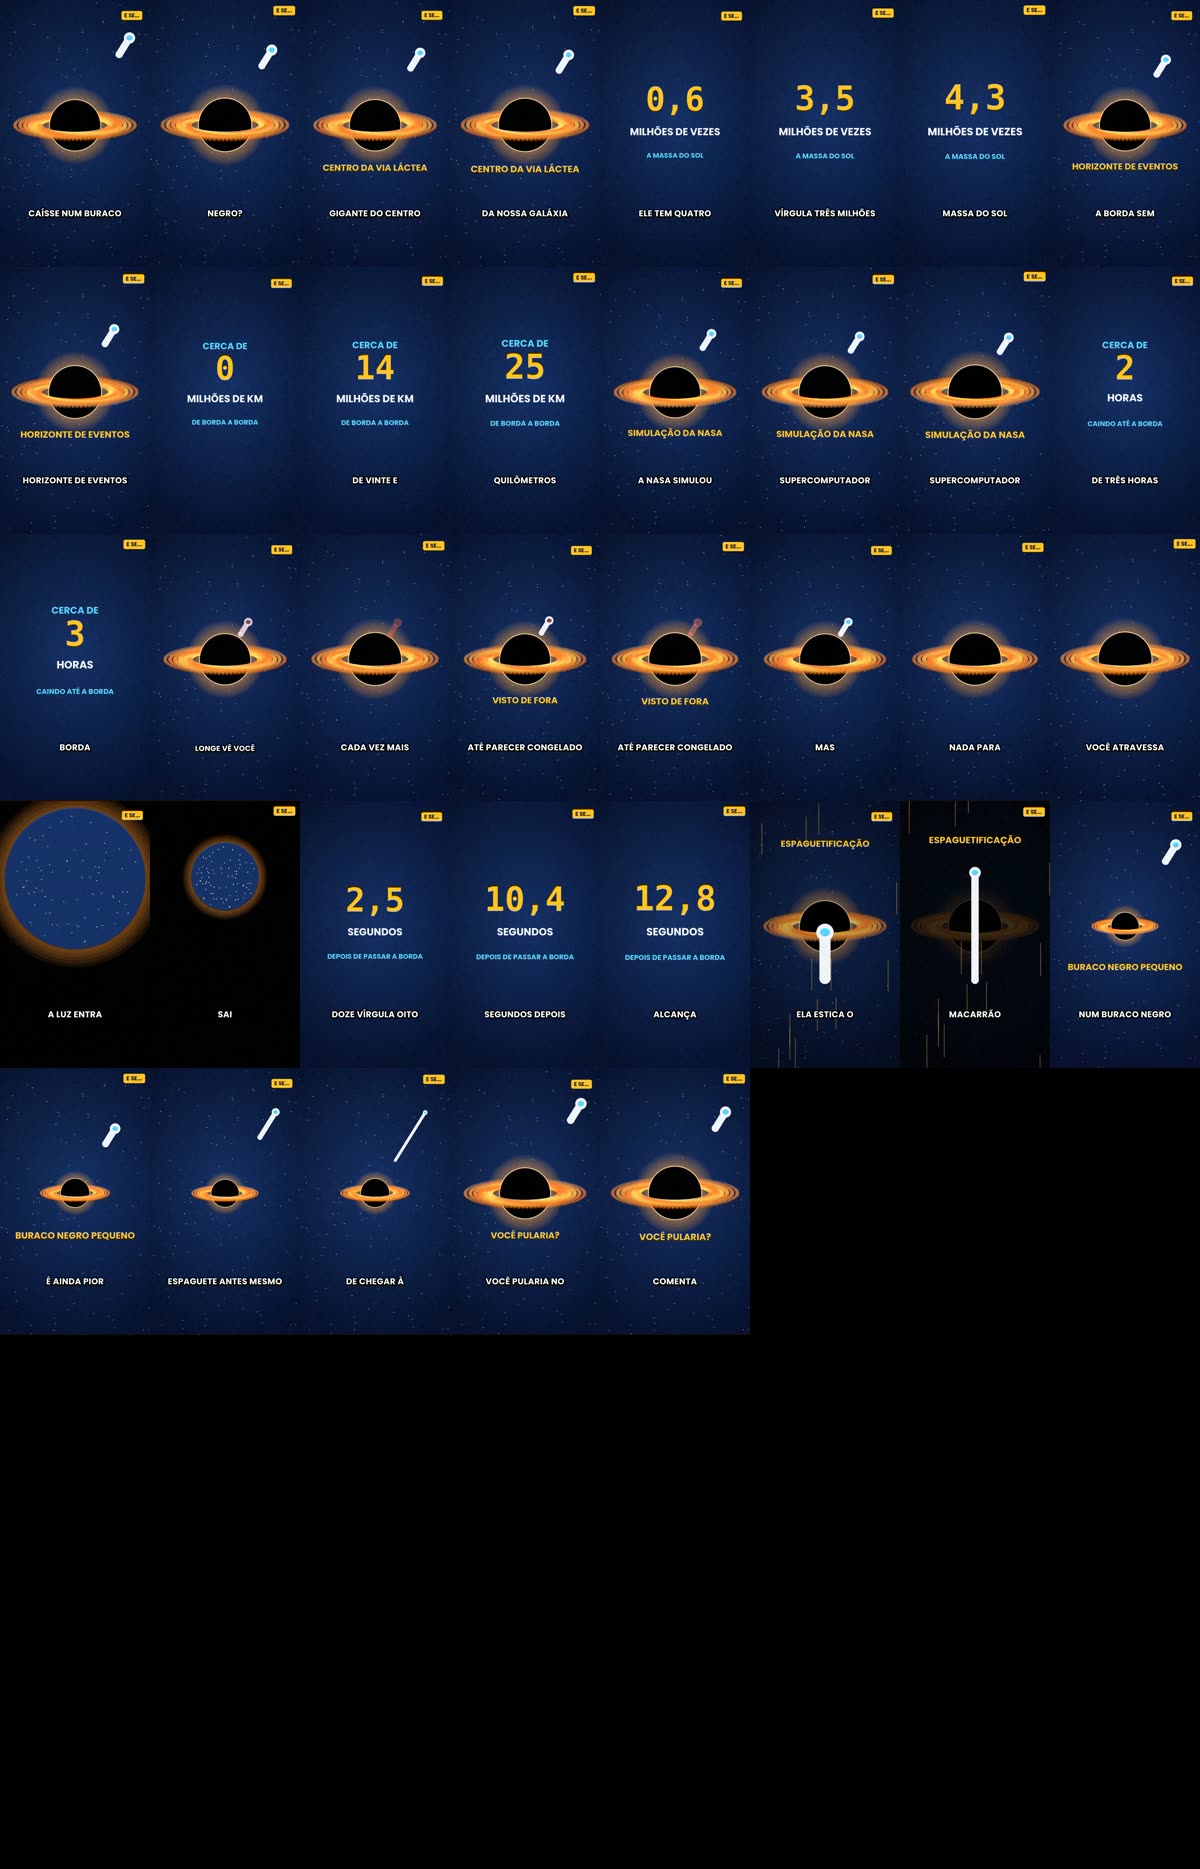 E SE...
CAÍSSE NUM BURACO
E SE...
NEGRO?
E SE...
CENTRO DA VIA LÁCTEA
GIGANTE DO CENTRO
E SE...
CENTRO DA VIA LÁCTEA
DA NOSSA GALÁXIA
E SE...
0,6
MILHÕES DE VEZES
A MASSA DO SOL
ELE TEM QUATRO
E SE...
3,5
MILHÕES DE VEZES
A MASSA DO SOL
VÍRGULA TRÊS MILHÕES
E SE...
4,3
MILHÕES DE VEZES
A MASSA DO SOL
MASSA DO SOL
E SE...
HORIZONTE DE EVENTOS
A BORDA SEM
E SE...
HORIZONTE DE EVENTOS
HORIZONTE DE EVENTOS
E SE...
CERCA DE
0
MILHÕES DE KM
DE BORDA A BORDA
E SE...
CERCA DE
14
MILHÕES DE KM
DE BORDA A BORDA
DE VINTE E
E SE...
CERCA DE
25
MILHÕES DE KM
DE BORDA A BORDA
QUILÔMETROS
E SE...
SIMULAÇÃO DA NASA
A NASA SIMULOU
E SE...
SIMULAÇÃO DA NASA
SUPERCOMPUTADOR
E SE...
SIMULAÇÃO DA NASA
SUPERCOMPUTADOR
E SE...
CERCA DE
2
HORAS
CAINDO ATÉ A BORDA
DE TRÊS HORAS
E SE...
CERCA DE
3
HORAS
CAINDO ATÉ A BORDA
BORDA
E SE...
LONGE VÊ VOCÊ
E SE...
CADA VEZ MAIS
E SE...
VISTO DE FORA
ATÉ PARECER CONGELADO
E SE...
VISTO DE FORA
ATÉ PARECER CONGELADO
E SE...
MAS
E SE...
NADA PARA
E SE...
VOCÊ ATRAVESSA
E SE...
A LUZ ENTRA
E SE...
SAI
E SE...
2,5
SEGUNDOS
DEPOIS DE PASSAR A BORDA
DOZE VÍRGULA OITO
E SE...
10,4
SEGUNDOS
DEPOIS DE PASSAR A BORDA
SEGUNDOS DEPOIS
E SE...
12,8
SEGUNDOS
DEPOIS DE PASSAR A BORDA
ALCANÇA
E SE...
ESPAGUETIFICAÇÃO
ELA ESTICA O
E SE...
ESPAGUETIFICAÇÃO
MACARRÃO
E SE...
BURACO NEGRO PEQUENO
NUM BURACO NEGRO
E SE...
BURACO NEGRO PEQUENO
É AINDA PIOR
E SE...
ESPAGUETE ANTES MESMO
E SE...
DE CHEGAR À
E SE...
VOCÊ PULARIA?
VOCÊ PULARIA NO
E SE...
VOCÊ PULARIA?
COMENTA